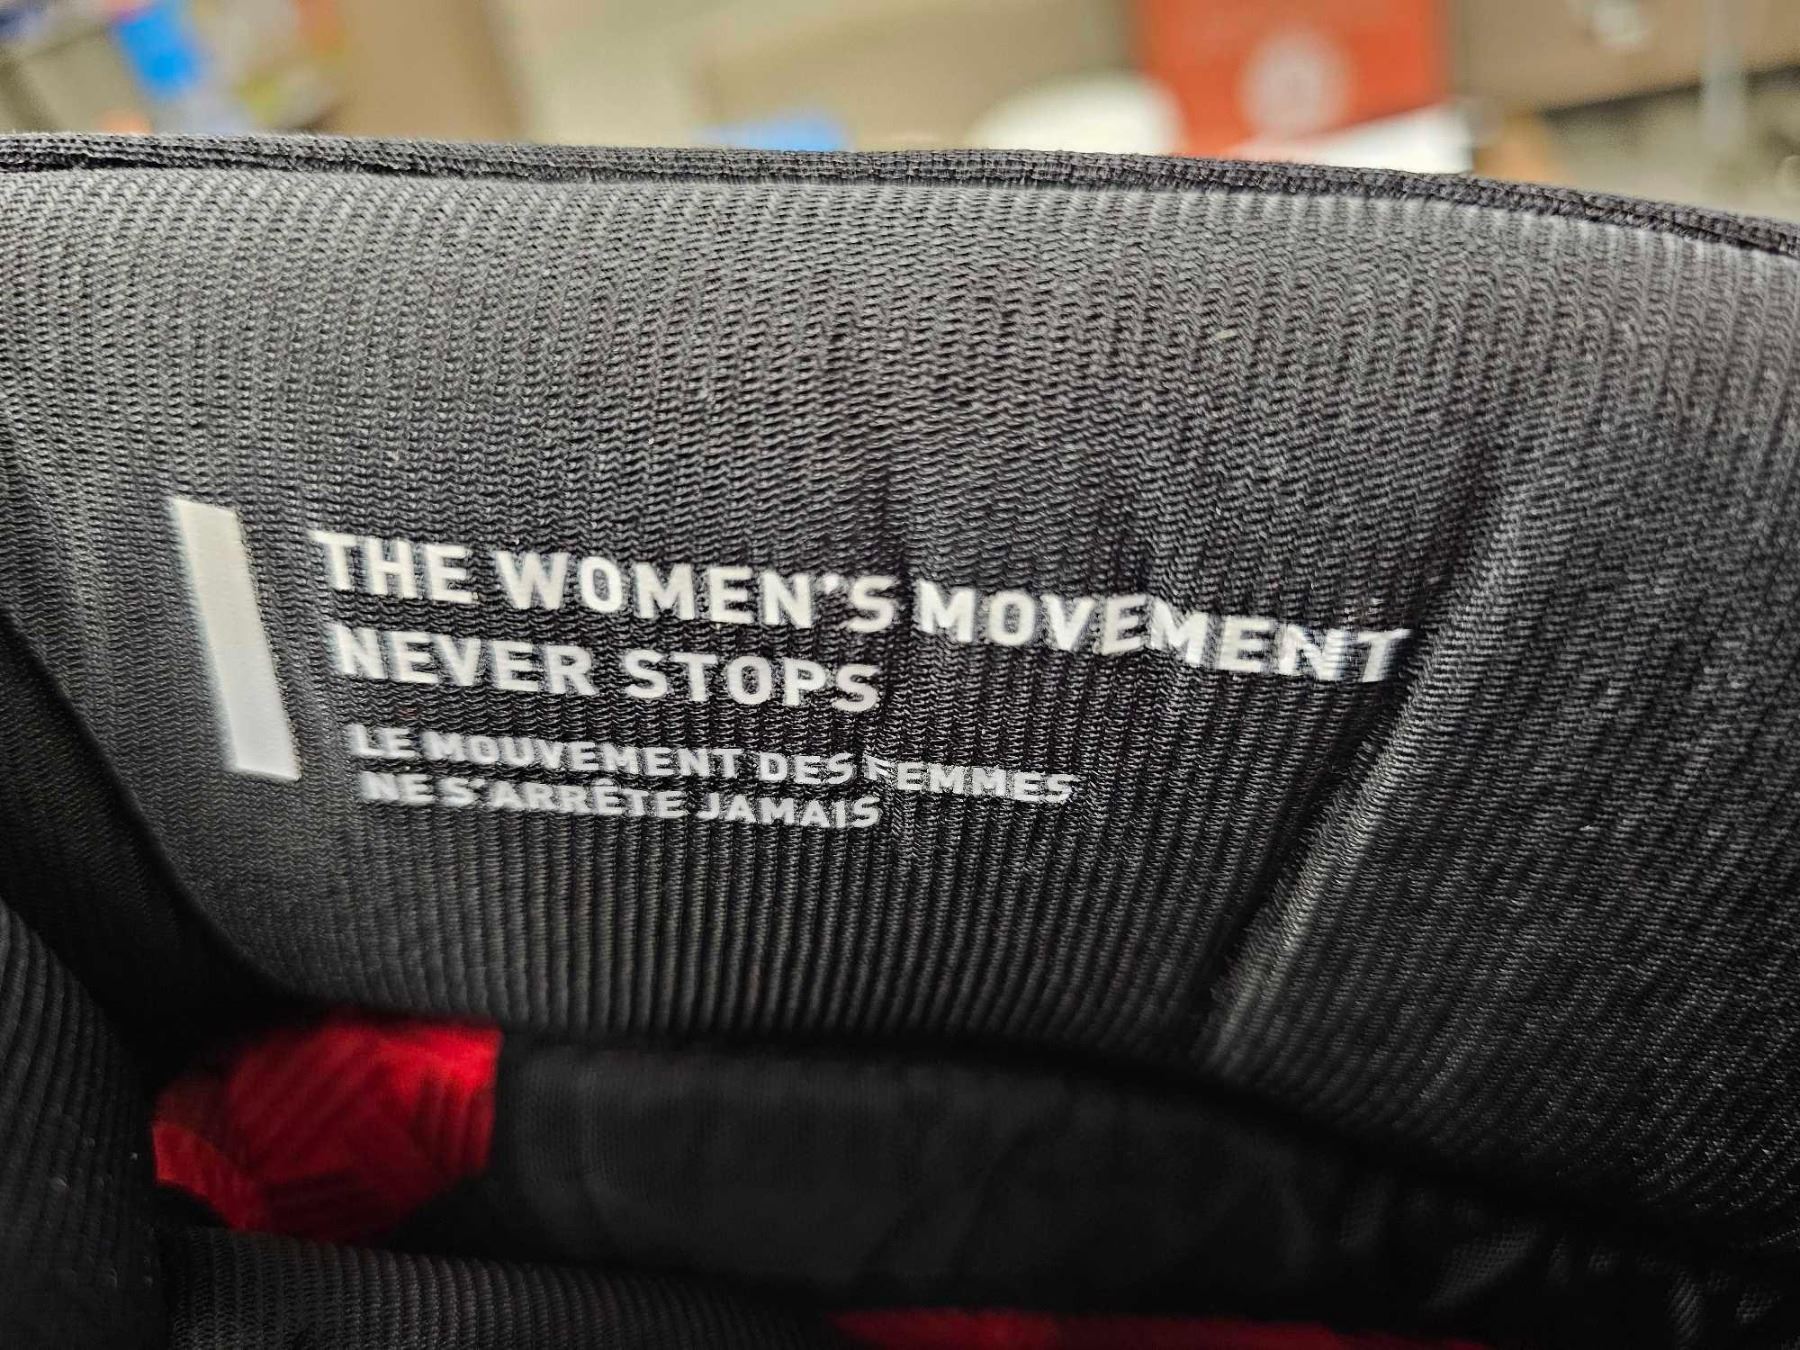 THE WOMEN'S MOVEMENT
NEVER STOPS
LE MOUVEMENT DES FEMMES
NE S'ARRÊTE JAMAIS